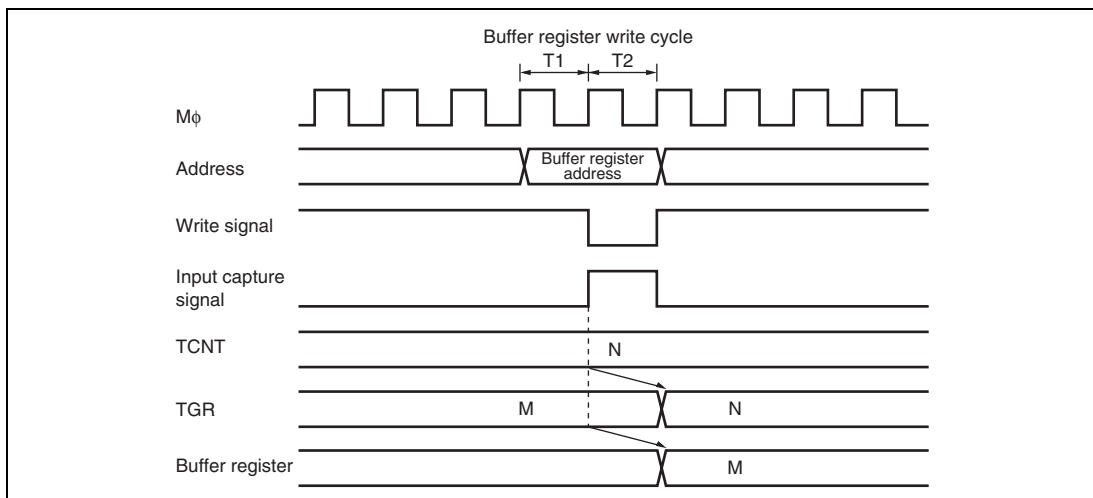 Buffer register write cycle
T1 T2
Mϕ
Address
Buffer register
address
Write signal
Input capture
signal
TCNT
N
TGR
M N
Buffer register
M